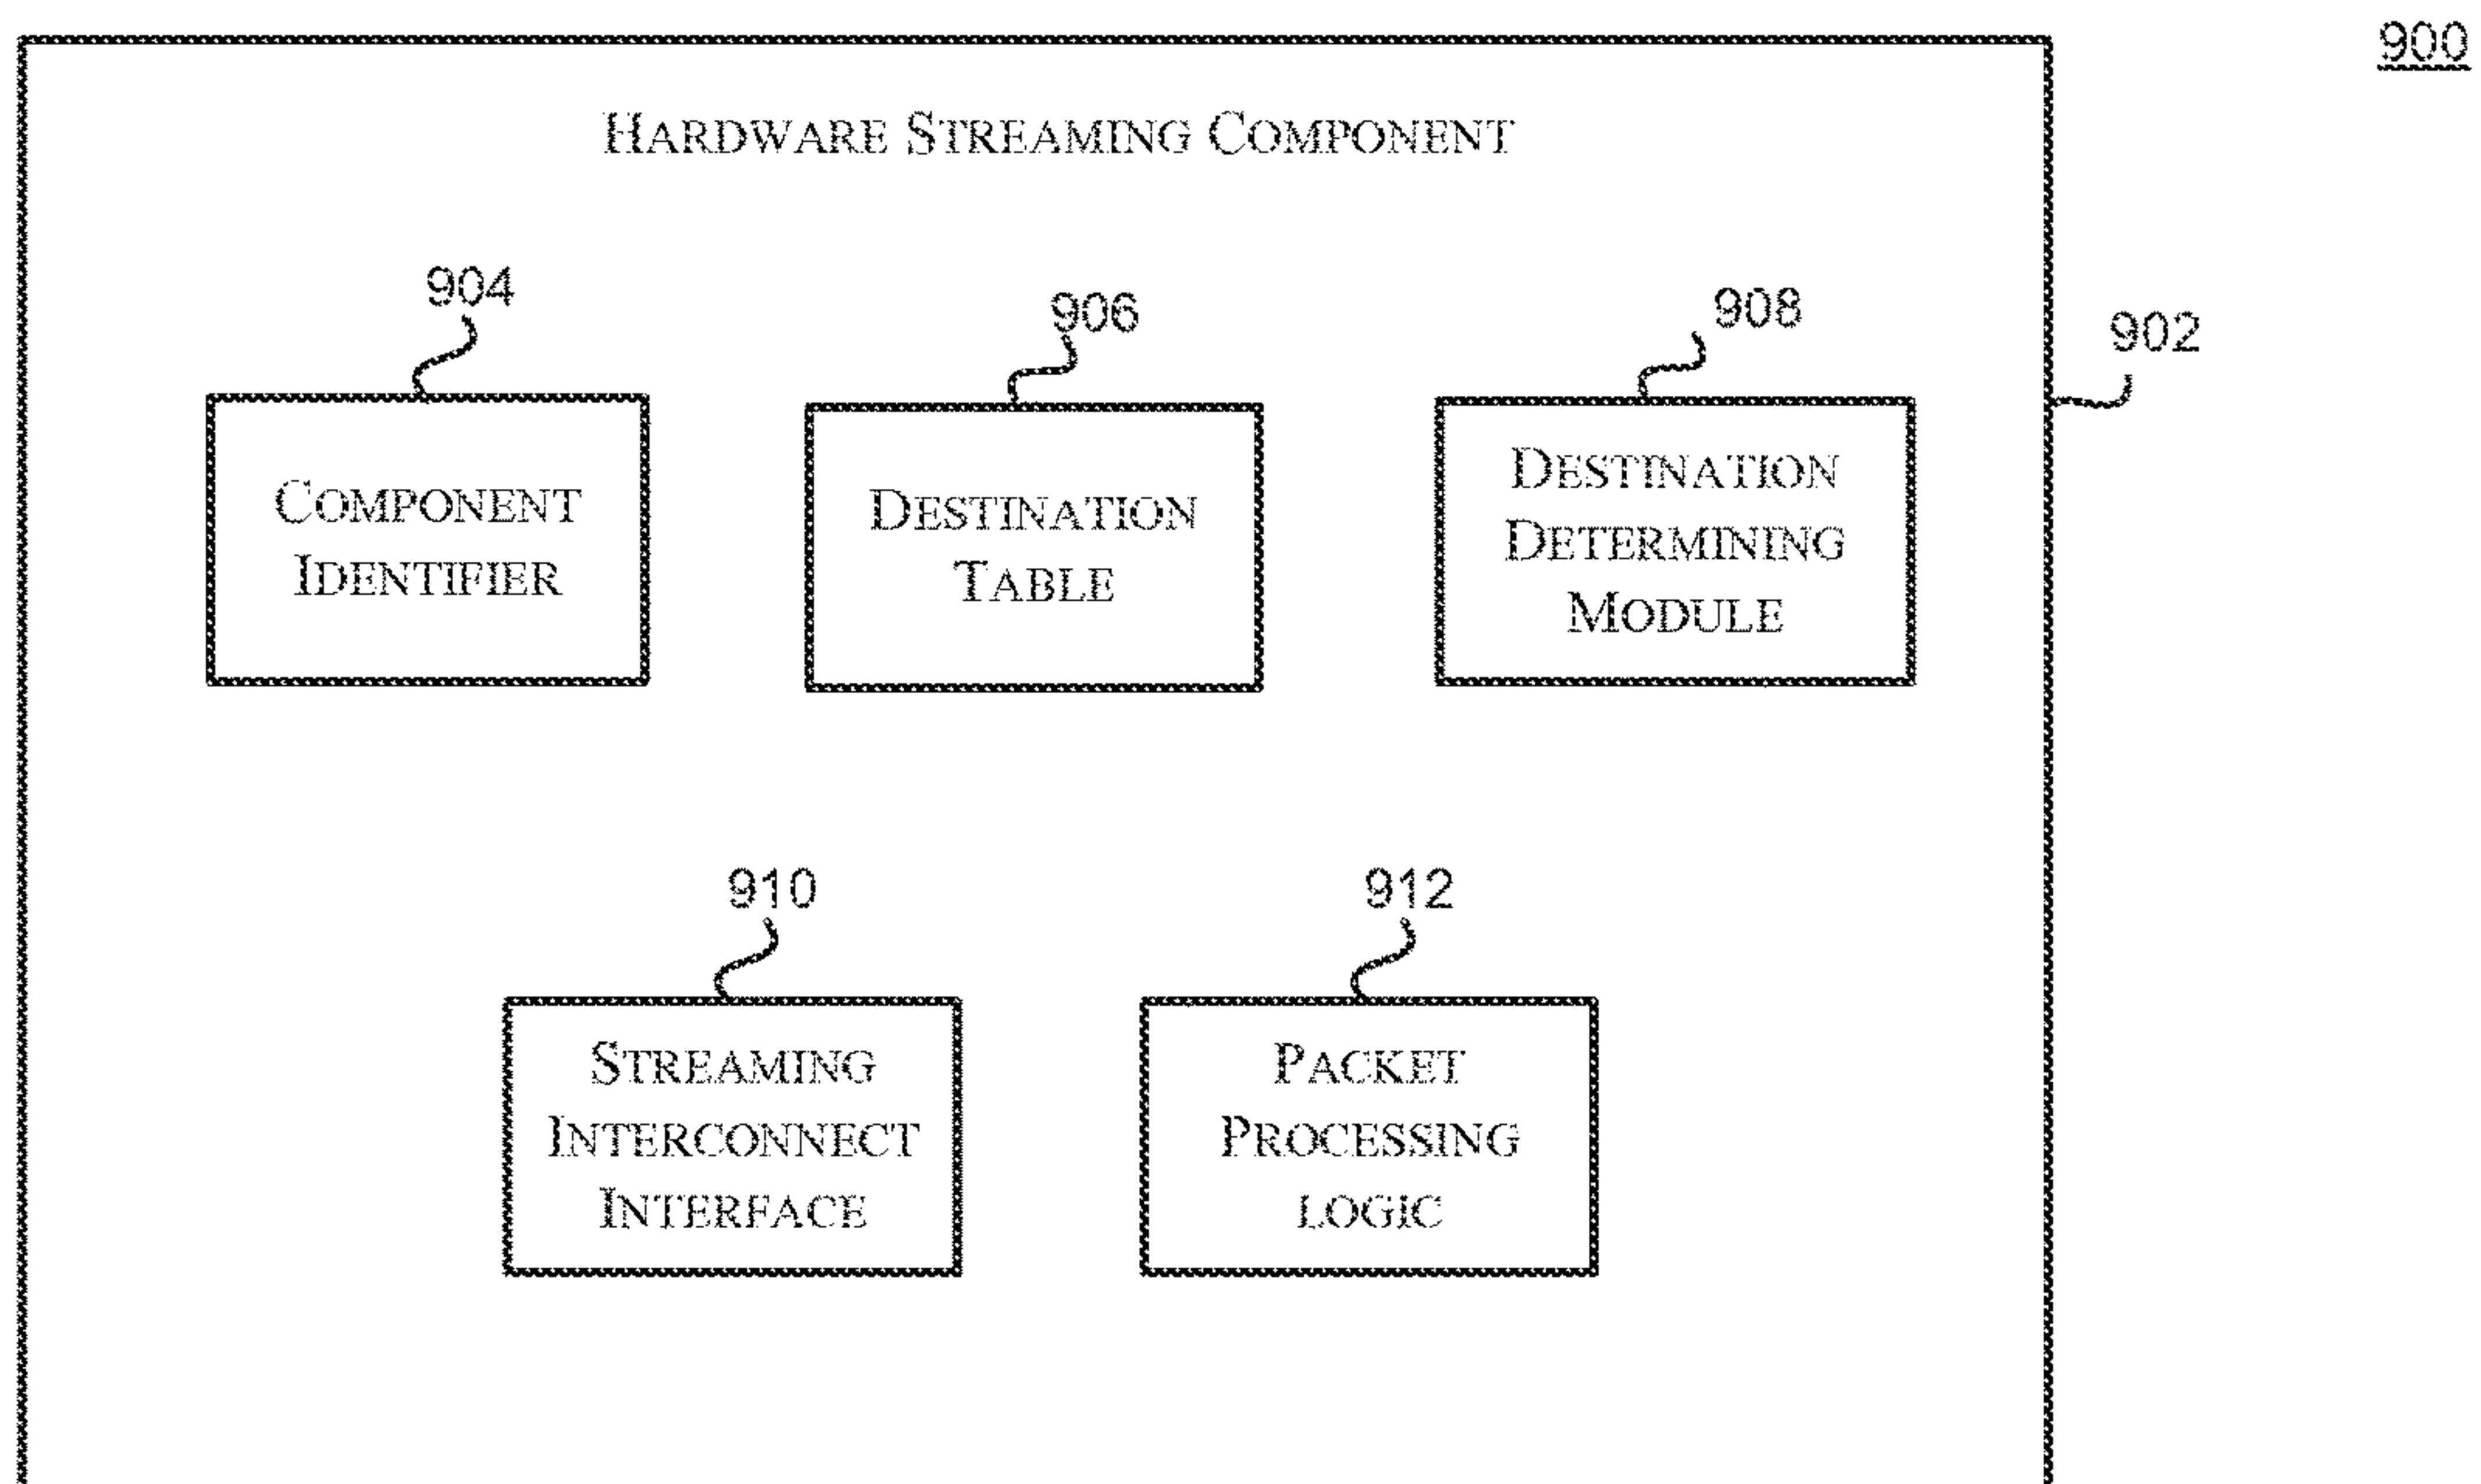 900
HARDWARE STREAMING COMPONENT
904
906
908
902
COMPONENT
IDENTIFIER
DESTINATION
TABLE
DESTINATION
DETERMINING
MODULE
910
912
STREAMING
INTERCONNECT
INTERFACE
PACKET
PROCESSING
LOGIC